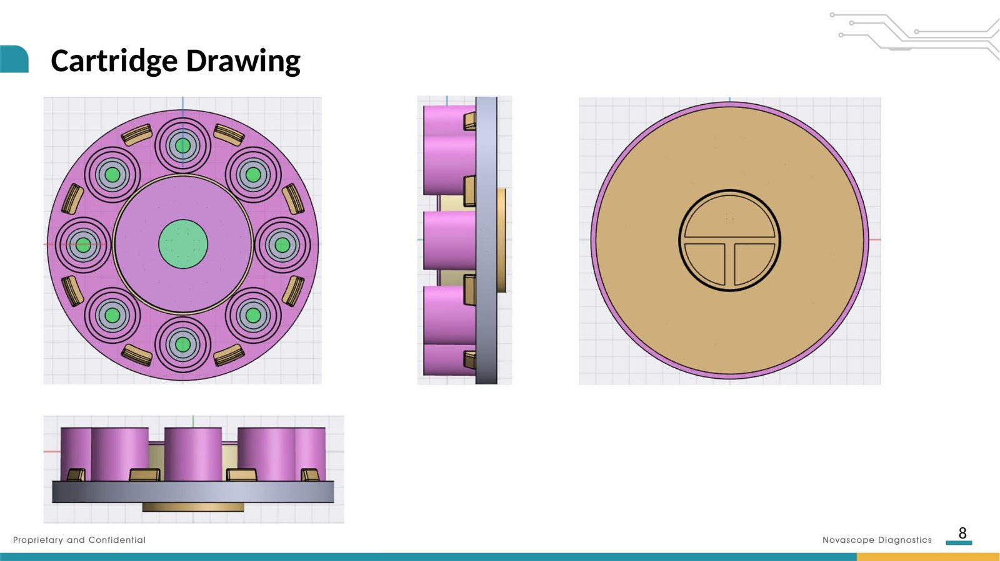 Cartridge Drawing
Proprietary and Confidential
Novascope Diagnostics
8